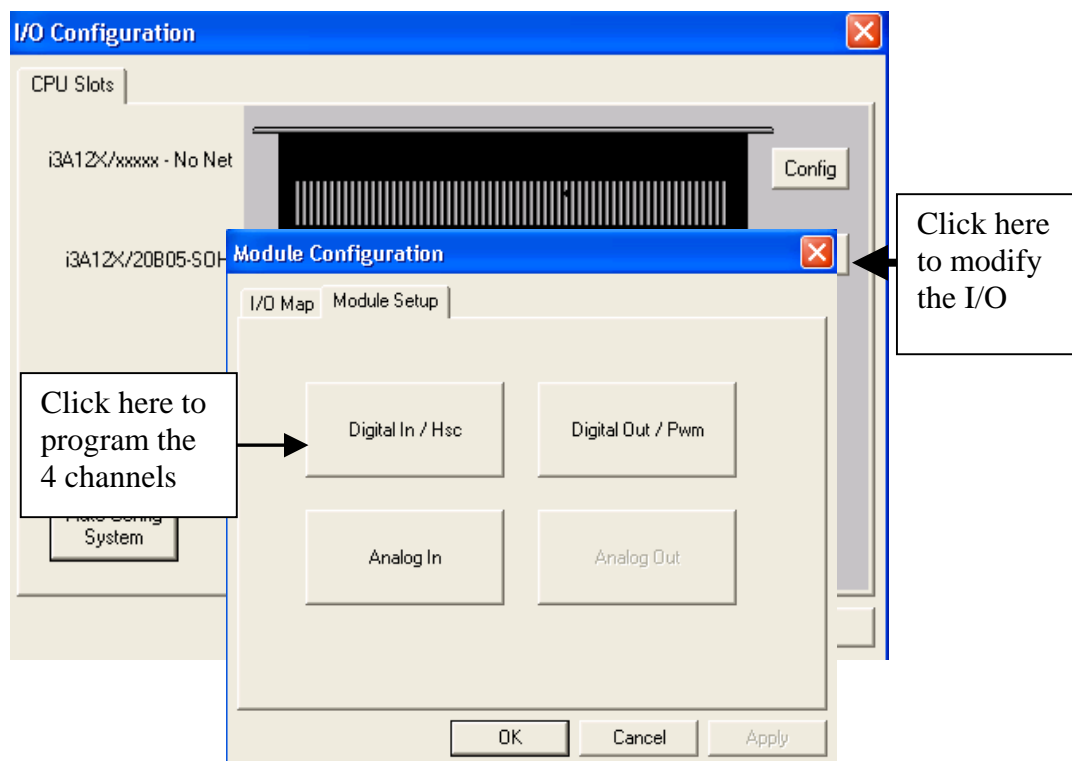 I/O Configuration
CPU Slots
i3A12X/xxxxx - No Net
Config
Click here
to modify
the I/O
i3A12X/20B05-SOH
Module Configuration
I/O Map
Module Setup
Click here to
program the
4 channels
Digital In / Hsc
Digital Out / Pwm
System
Analog In
Analog Out
OK
Cancel
Apply